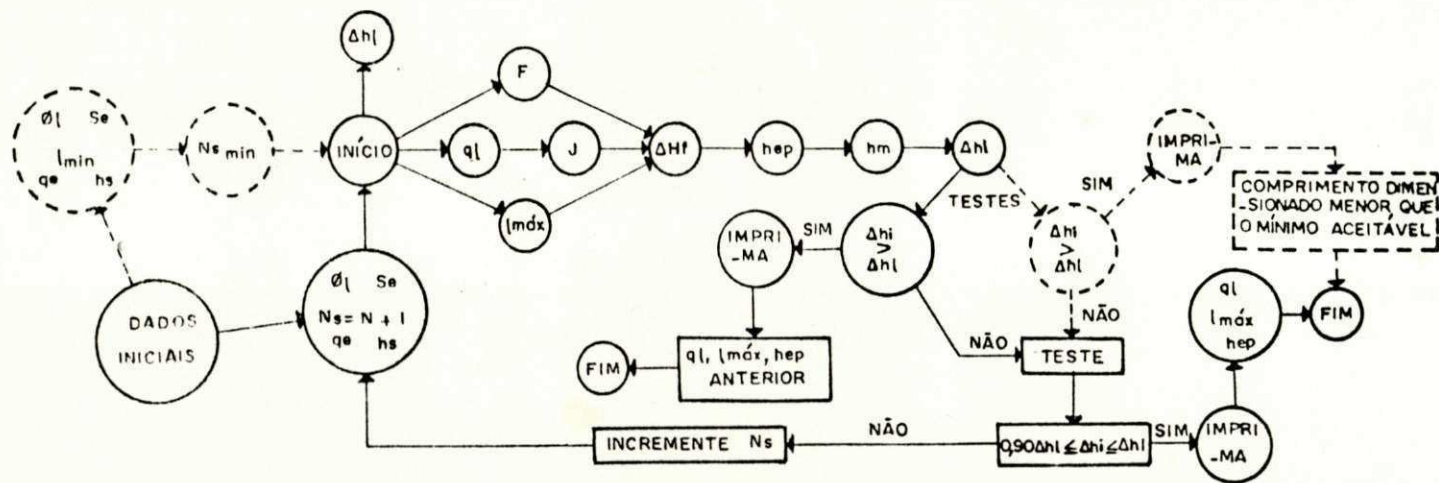 Δhl
Øl Se
lmin
qe hs
Ns min
INÍCIO
F
ql
J
lmáx
ΔHf
hep
hm
Δhl
TESTES
SIM
IMPRI-
MA
COMPRIMENTO DIMEN
-SIONADO MENOR QUE
O MÍNIMO ACEITÁVEL
FIM
Δhi
>
Δhl
NÃO
Δhi
>
Δhl
SIM
IMPRI
-MA
NÃO
ql, lmáx, hep
ANTERIOR
FIM
TESTE
DADOS
INICIAIS
Øl Se
Ns = N + 1
qe hs
INCREMENTE Ns
NÃO
0,90Δhl ≤ Δhi ≤ Δhl
SIM
IMPRI
-MA
ql
lmáx
hep